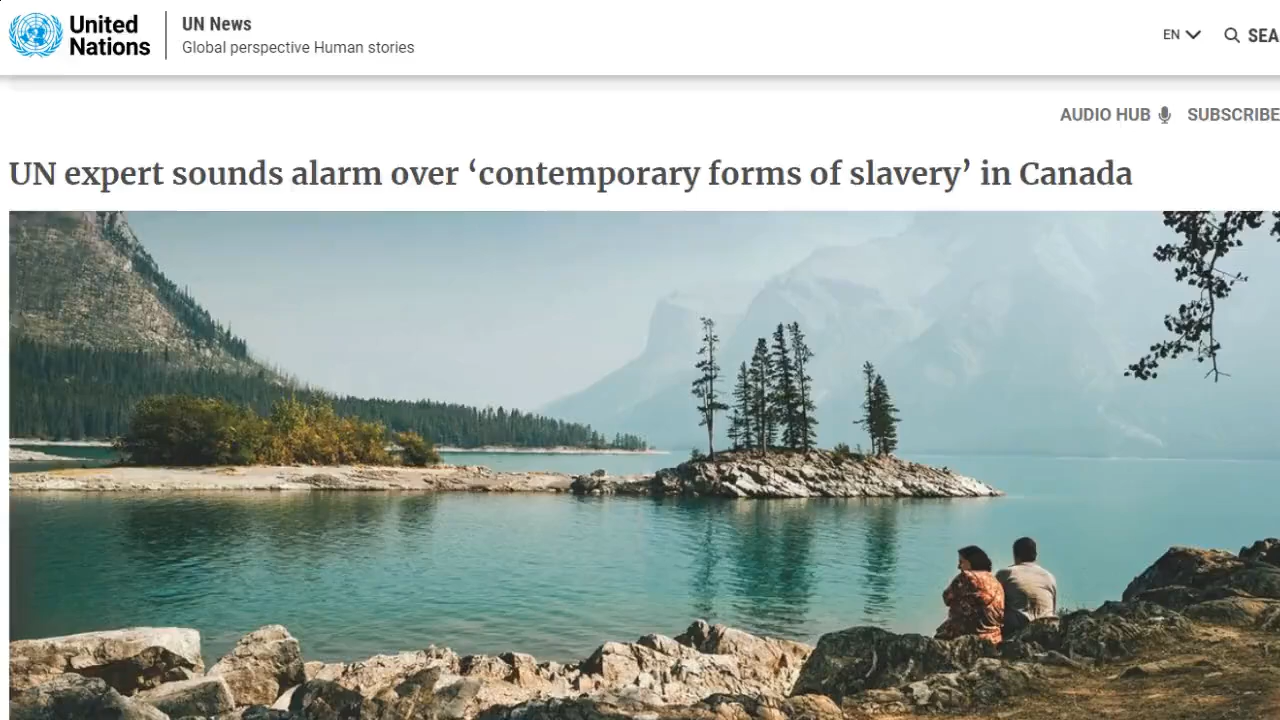 United
Nations
UN News
Global perspective Human stories
EN
SEA
AUDIO HUB
SUBSCRIBE
UN expert sounds alarm over ‘contemporary forms of slavery’ in Canada